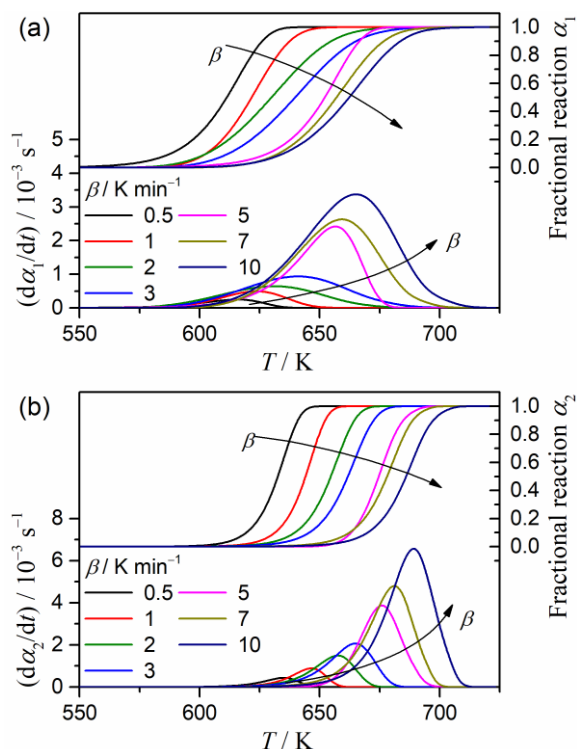 (a)
β
1.0
0.8
0.6
0.4
0.2
0.0
Fractional reaction α₁
5
4
3
2
1
0
(dα₁/dt) / 10⁻³ s⁻¹
β / K min⁻¹
0.5 5
1 7
2 10
3
β
550 600 650 700
T / K
(b)
β
1.0
0.8
0.6
0.4
0.2
0.0
Fractional reaction α₂
8
6
4
2
0
(dα₂/dt) / 10⁻³ s⁻¹
β / K min⁻¹
0.5 5
1 7
2 10
3
β
550 600 650 700
T / K